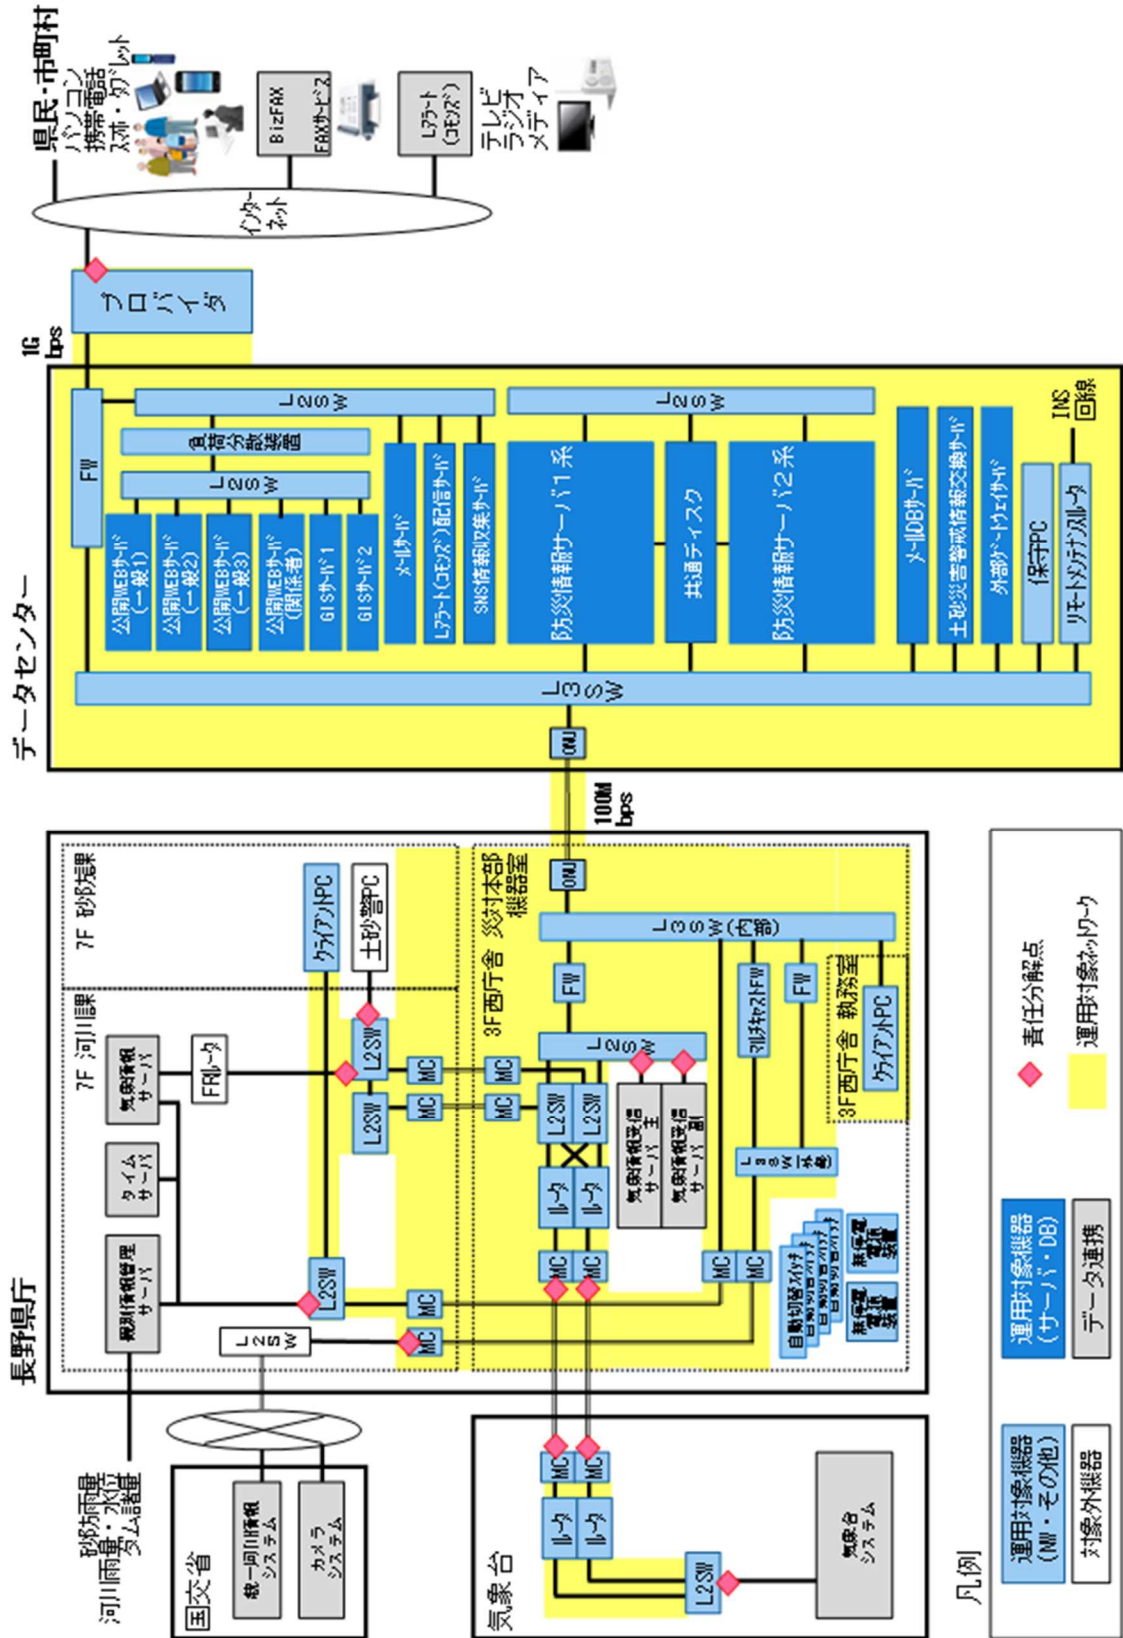 長野県庁
データセンター
県民・市町村
パソコン
携帯電話
スマホ・タブレット
砂防雨量
河川雨量・水位
ダム諸量
国交省
統一河川情報
システム
カメラ
システム
気象台
ルータ
ルータ
MC
MC
L2SW
気象台
システム
7F 河川課
観測情報管理
サーバ
タイム
サーバ
気象情報
サーバ
FRルータ
L2SW
L2SW
L2SW
L2SW
MC
MC
MC
MC
7F 砂防課
クライアントPC
土砂警PC
3F西庁舎 災対本部
機器室
MC
MC
MC
MC
ルータ
ルータ
L2SW
L2SW
MC
MC
L2SW
FW
ONU
気象情報受信
サーバ 主
気象情報受信
サーバ 副
L3SW(内部)
マルチキャストFW
FW
L3SW外部
自動切替スイッチ
無停電
電源
装置
無停電
電源
装置
3F西庁舎 執務室
クライアントPC
100M
bps
ONU
L3SW
FW
公開WEBサーバ
(一般1)
公開WEBサーバ
(一般2)
公開WEBサーバ
(一般3)
公開WEBサーバ
(関係者)
GISサーバ1
GISサーバ2
L2SW
負荷分散装置
L2SW
メールサーバ
Lアラート(コモンズ)配信サーバ
SNS情報収集サーバ
防災情報サーバ1系
共通ディスク
防災情報サーバ2系
L2SW
メールDBサーバ
土砂災害警戒情報交換サーバ
外部ゲートウェイサーバ
保守PC
リモートメンテナンスルータ
INS
回線
1G
bps
プロバイダ
インター
ネット
BizFAX
FAXサービス
Lアラート
(コモンズ)
テレビ
ラジオ
メディア
凡例
運用対象機器
(NW・その他)
運用対象機器
(サーバ・DB)
対象外機器
データ連携
責任分解点
運用対象ネットワーク